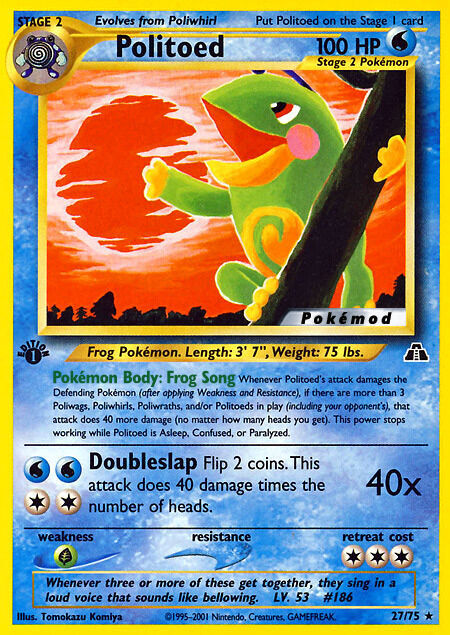 STAGE 2
Evolves from Poliwhirl
Put Politoed on the Stage 1 card
Politoed
100 HP
Stage 2 Pokémon
Pokémod
EDITION
1
Frog Pokémon. Length: 3' 7", Weight: 75 lbs.
Pokémon Body: Frog Song Whenever Politoed's attack damages the
Defending Pokémon (after applying Weakness and Resistance), if there are more than 3
Poliwags, Poliwhirls, Poliwraths, and/or Politoeds in play (including your opponent's), that
attack does 40 more damage (no matter how many heads you get). This power stops
working while Politoed is Asleep, Confused, or Paralyzed.
Doubleslap Flip 2 coins. This
attack does 40 damage times the
number of heads.
40x
weakness
resistance
retreat cost
Whenever three or more of these get together, they sing in a
loud voice that sounds like bellowing. LV. 53 #186
Illus. Tomokazu Komiya
©1995-2001 Nintendo, Creatures, GAMEFREAK.
27/75 ★